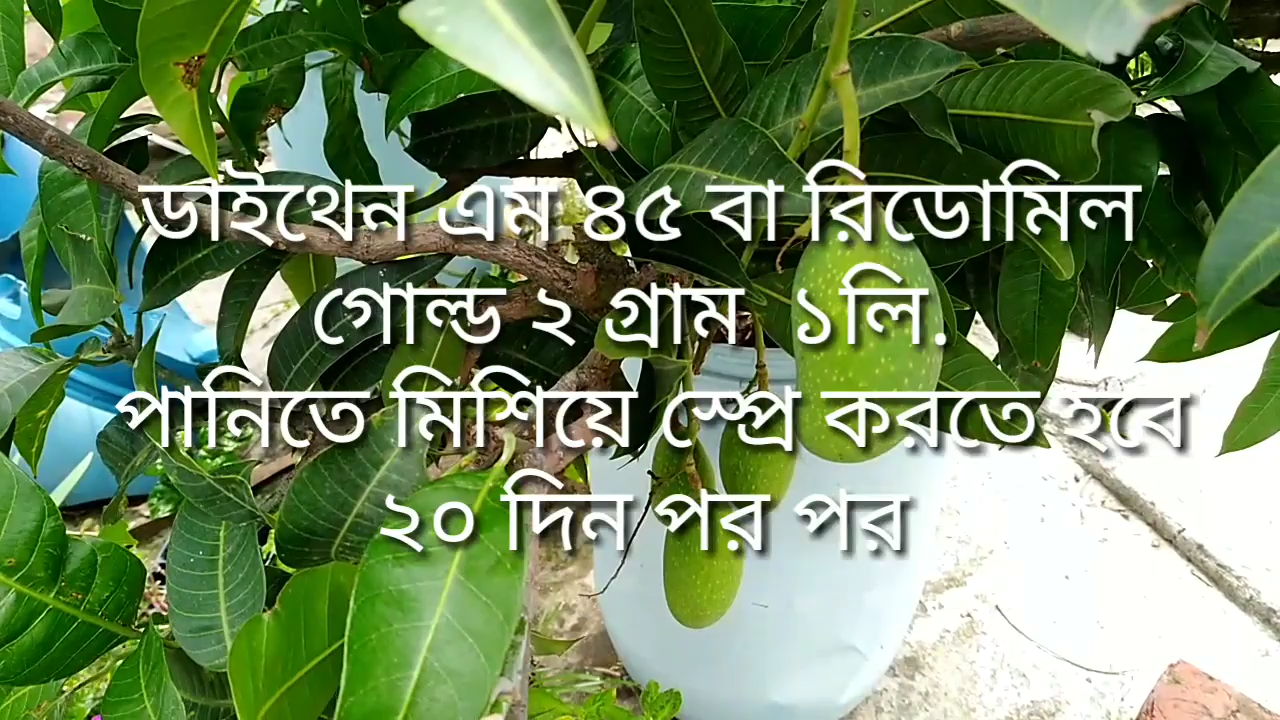 ডাইথেন এম ৪৫ বা রিডোমিল
গোল্ড ২ গ্রাম ১লি.
পানিতে মিশিয়ে স্প্রে করতে হবে
২০ দিন পর পর